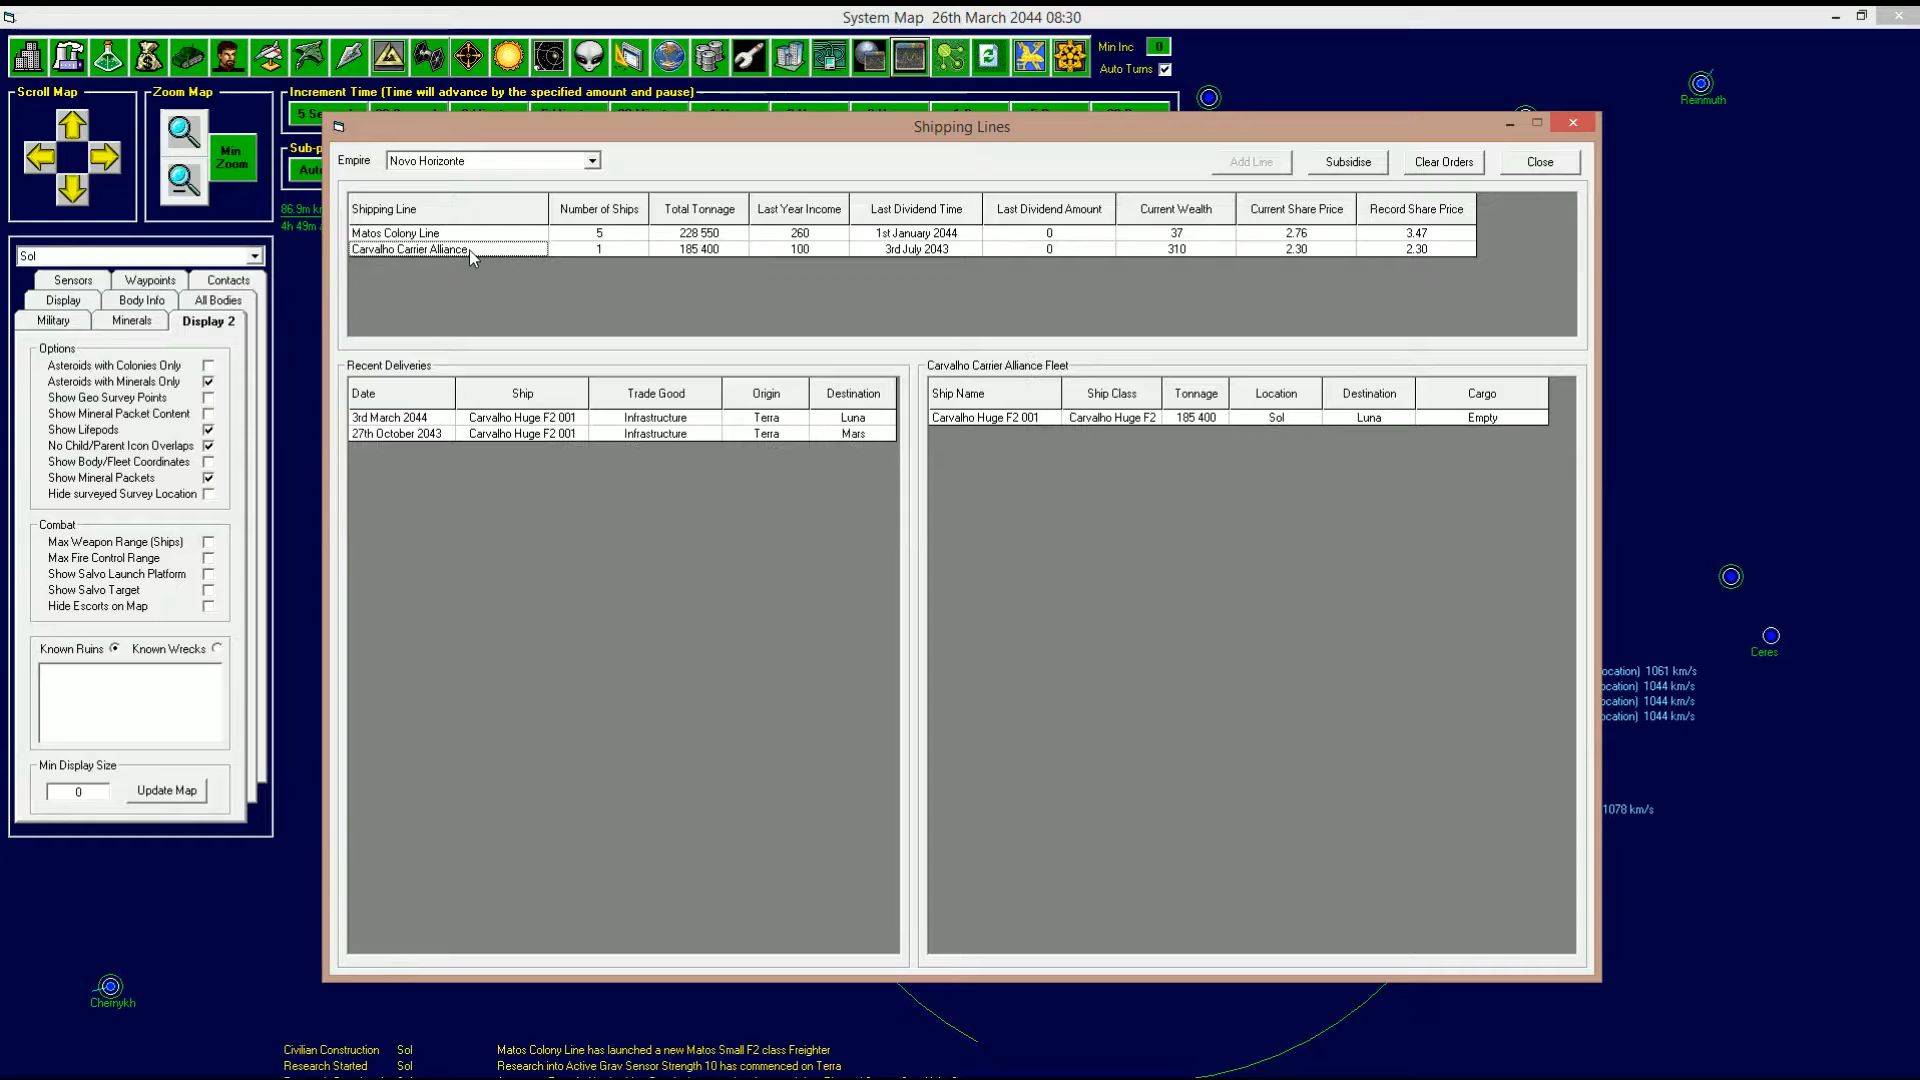 System Map 26th March 2044 08:30
Min Inc 0
Auto Turns
Scroll Map
Zoom Map
Min Zoom
Increment Time (Time will advance by the specified amount and pause)
Reinmuth
Shipping Lines
Empire Novo Horizonte
Add Line Subsidise Clear Orders Close
Shipping Line Number of Ships Total Tonnage Last Year Income Last Dividend Time Last Dividend Amount Current Wealth Current Share Price Record Share Price
Matos Colony Line 5 228 550 260 1st January 2044 0 37 2.76 3.47
Carvalho Carrier Alliance 1 185 400 100 3rd July 2043 0 310 2.30 2.30
Sol
Sensors Waypoints Contacts
Display Body Info All Bodies
Military Minerals Display 2
Options
Asteroids with Colonies Only
Asteroids with Minerals Only
Show Geo Survey Points
Show Mineral Packet Content
Show Lifepods
No Child/Parent Icon Overlaps
Show Body/Fleet Coordinates
Show Mineral Packets
Hide surveyed Survey Location
Combat
Max Weapon Range (Ships)
Max Fire Control Range
Show Salvo Launch Platform
Show Salvo Target
Hide Escorts on Map
Known Ruins Known Wrecks
Min Display Size
0 Update Map
Recent Deliveries
Date Ship Trade Good Origin Destination
3rd March 2044 Carvalho Huge F2 001 Infrastructure Terra Luna
27th October 2043 Carvalho Huge F2 001 Infrastructure Terra Mars
Carvalho Carrier Alliance Fleet
Ship Name Ship Class Tonnage Location Destination Cargo
Carvalho Huge F2 001 Carvalho Huge F2 185 400 Sol Luna Empty
Ceres
ocation) 1061 km/s
ocation) 1044 km/s
ocation) 1044 km/s
ocation) 1044 km/s
1078 km/s
Chernykh
Civilian Construction Sol Matos Colony Line has launched a new Matos Small F2 class Freighter
Research Started Sol Research into Active Grav Sensor Strength 10 has commenced on Terra